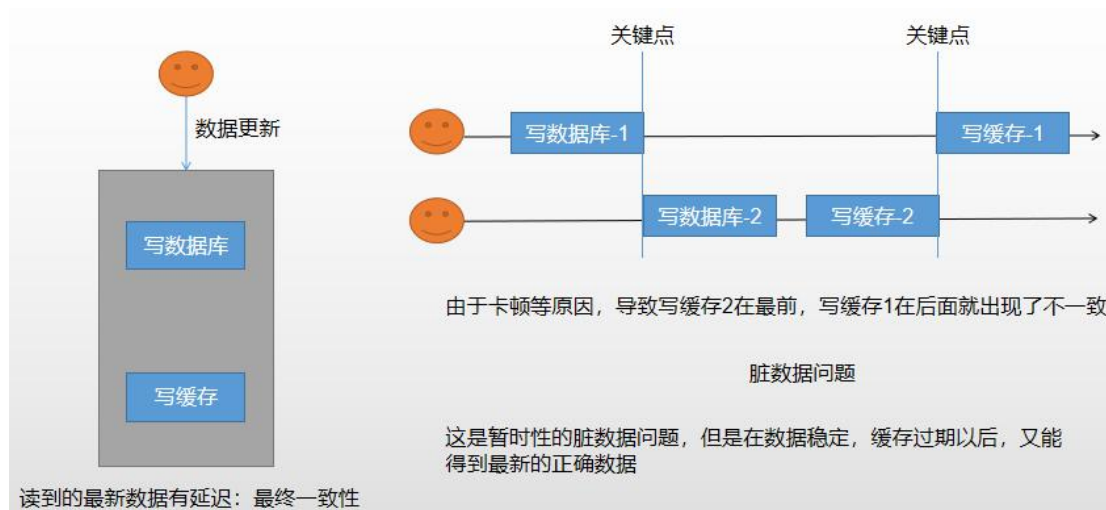 数据更新
写数据库
写缓存
读到的最新数据有延迟：最终一致性
关键点
关键点
写数据库-1
写缓存-1
写数据库-2
写缓存-2
由于卡顿等原因，导致写缓存2在最前，写缓存1在后面就出现了不一致
脏数据问题
这是暂时性的脏数据问题，但是在数据稳定，缓存过期以后，又能
得到最新的正确数据